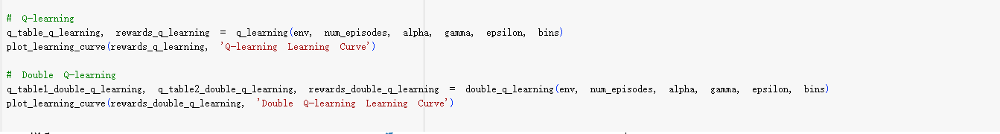 # Q-learning
q_table_q_learning, rewards_q_learning = q_learning(env, num_episodes, alpha, gamma, epsilon, bins)
plot_learning_curve(rewards_q_learning, 'Q-learning Learning Curve')
# Double Q-learning
q_table1_double_q_learning, q_table2_double_q_learning, rewards_double_q_learning = double_q_learning(env, num_episodes, alpha, gamma, epsilon, bins)
plot_learning_curve(rewards_double_q_learning, 'Double Q-learning Learning Curve')